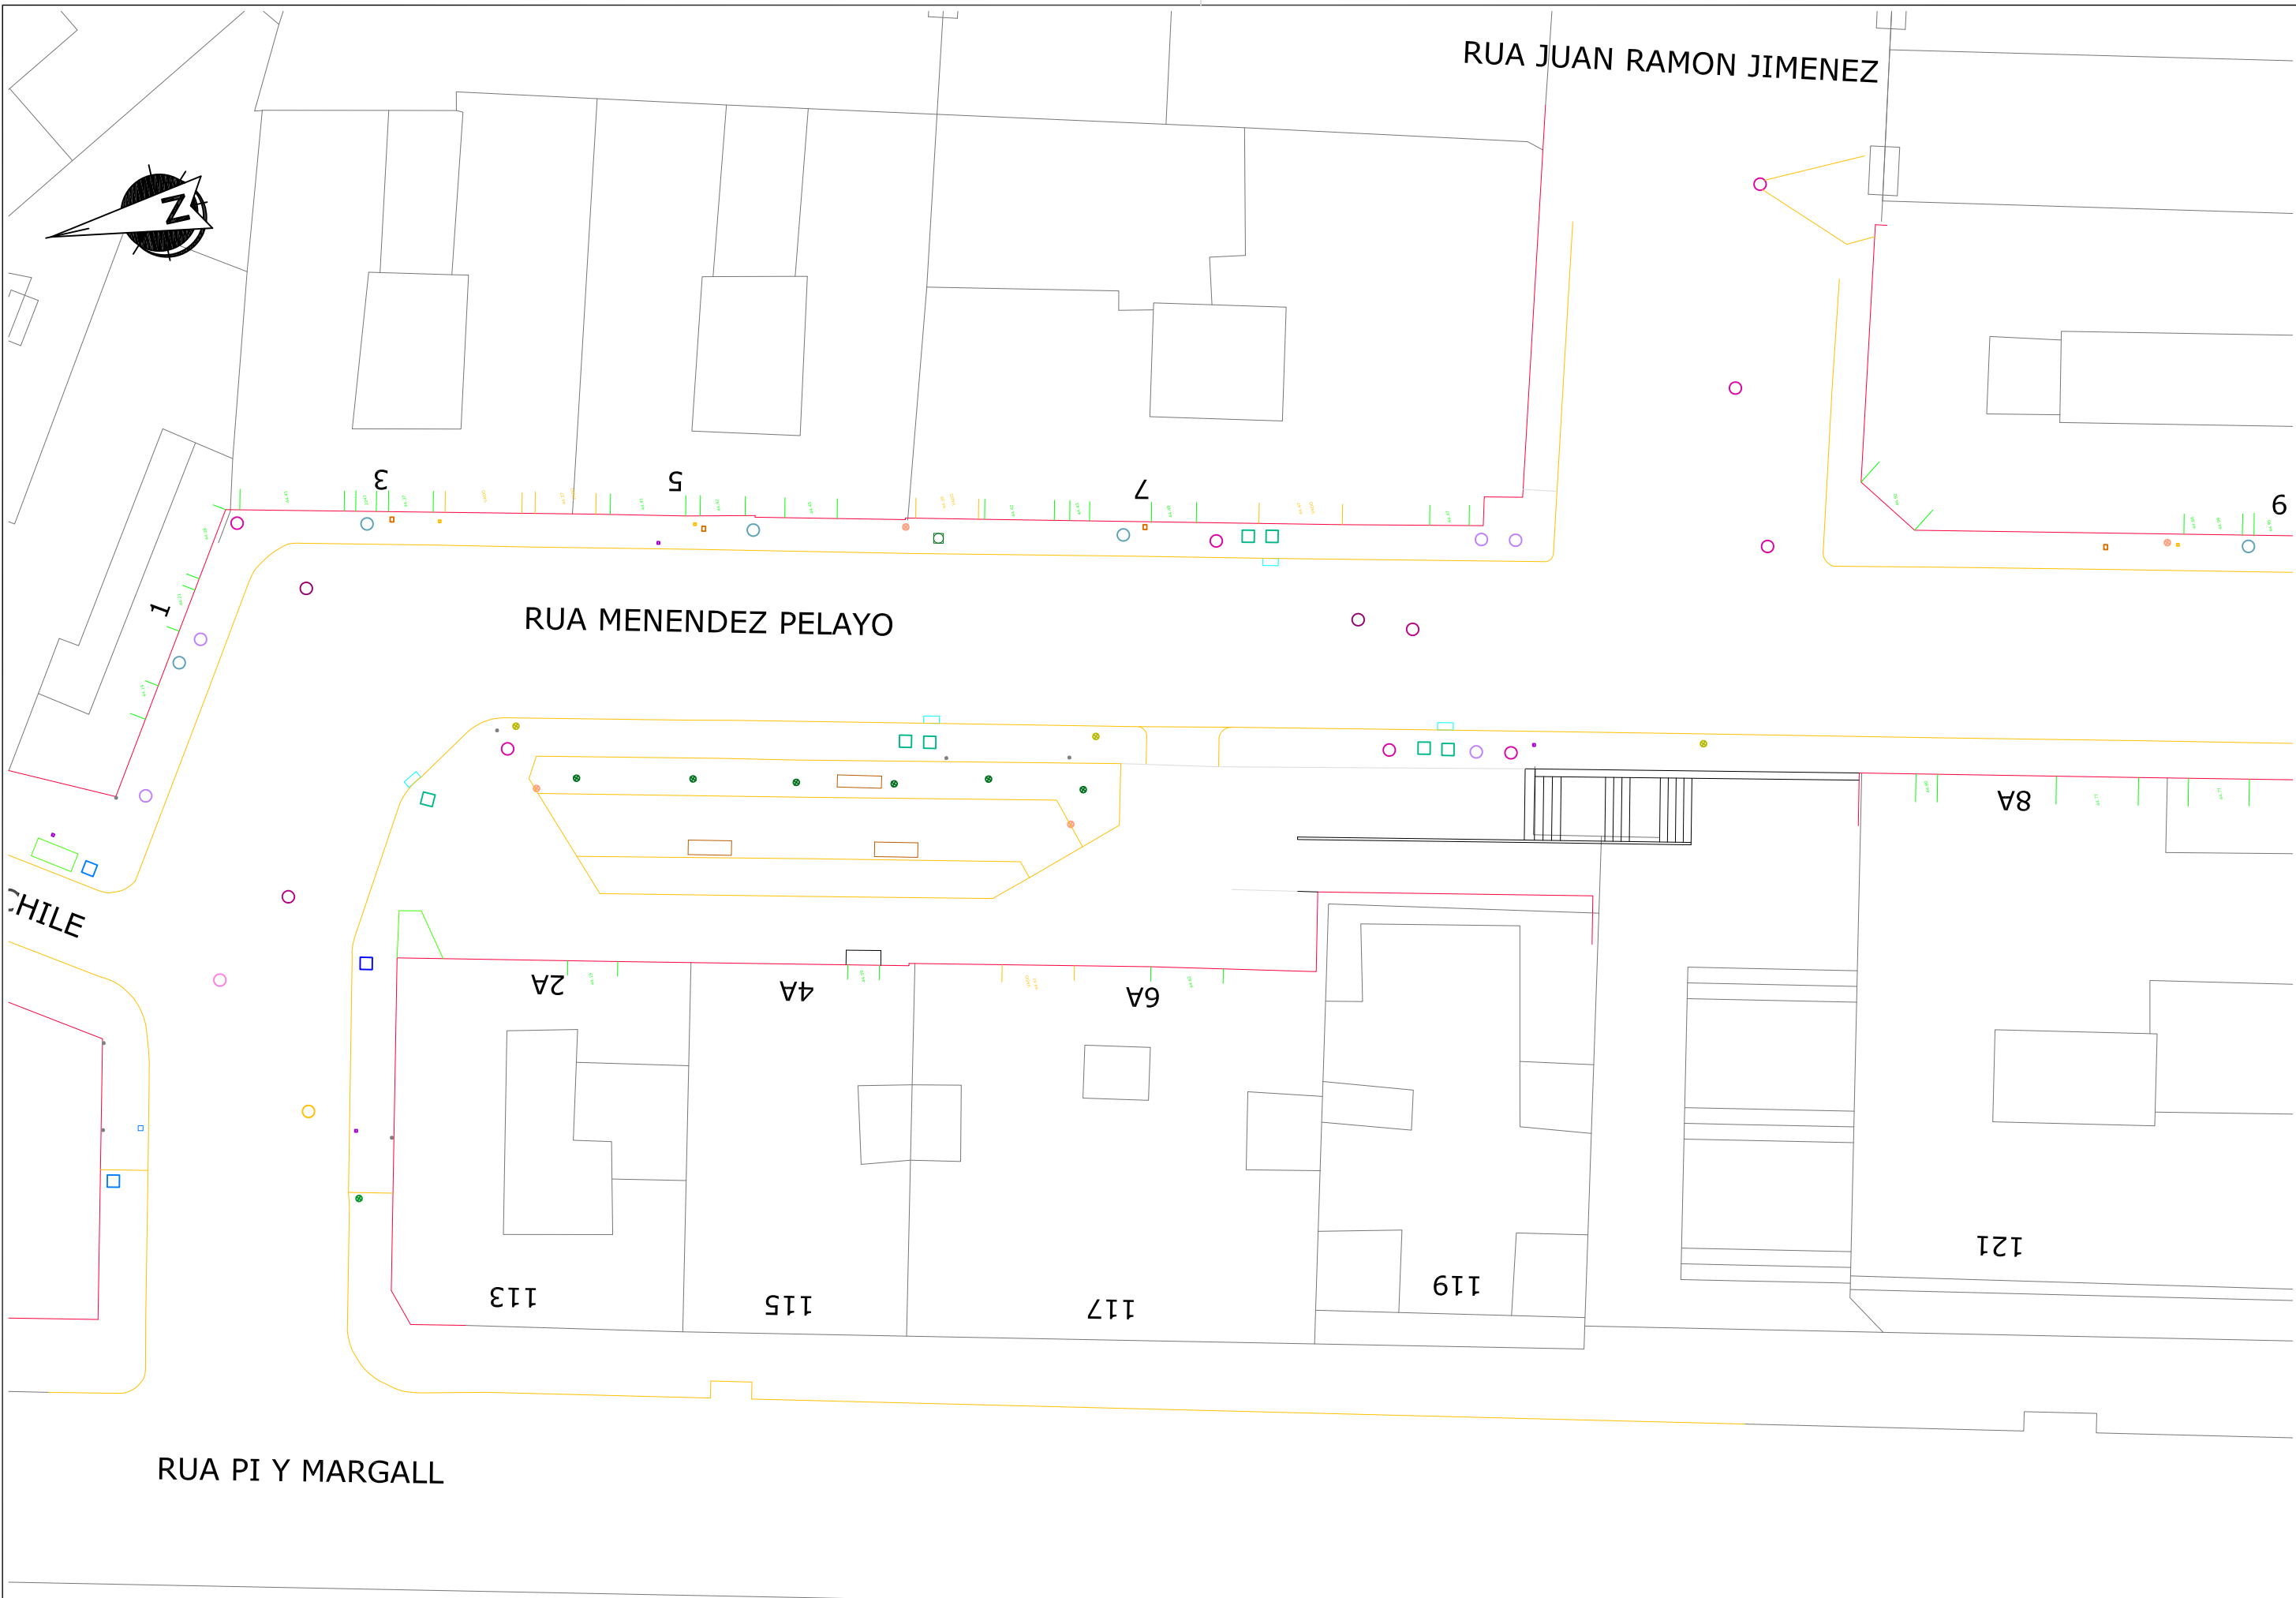 RUA JUAN RAMON JIMENEZ
N
3
5
7
9
1
RUA MENENDEZ PELAYO
8A
CHILE
2A
4A
6A
121
119
113
115
117
RUA PI Y MARGALL